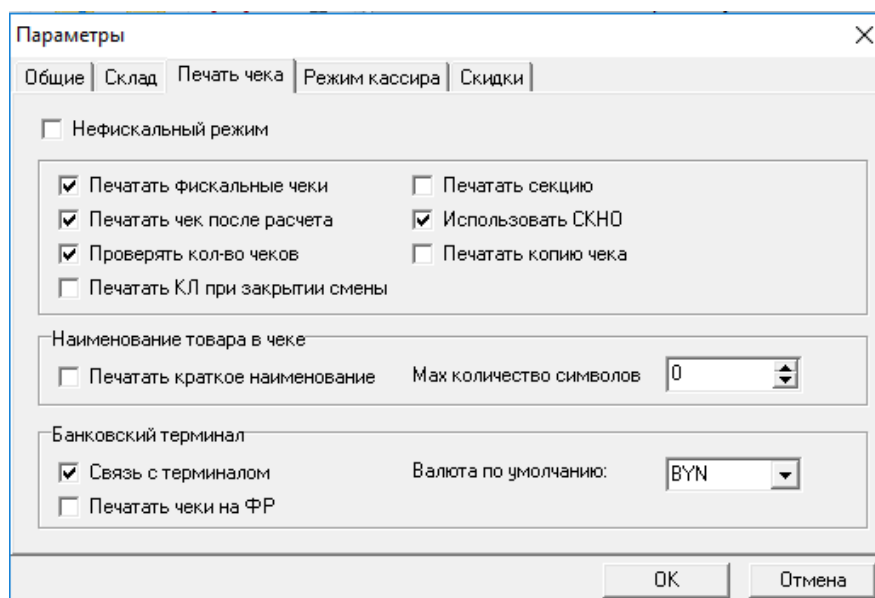 Параметры
Общие Склад Печать чека Режим кассира Скидки
Нефискальный режим
Печатать фискальные чеки Печатать секцию
Печатать чек после расчета Использовать СКНО
Проверять кол-во чеков Печатать копию чека
Печатать КЛ при закрытии смены
Наименование товара в чеке
Печатать краткое наименование Мах количество символов 0
Банковский терминал
Связь с терминалом Валюта по умолчанию: BYN
Печатать чеки на ФР
OK Отмена